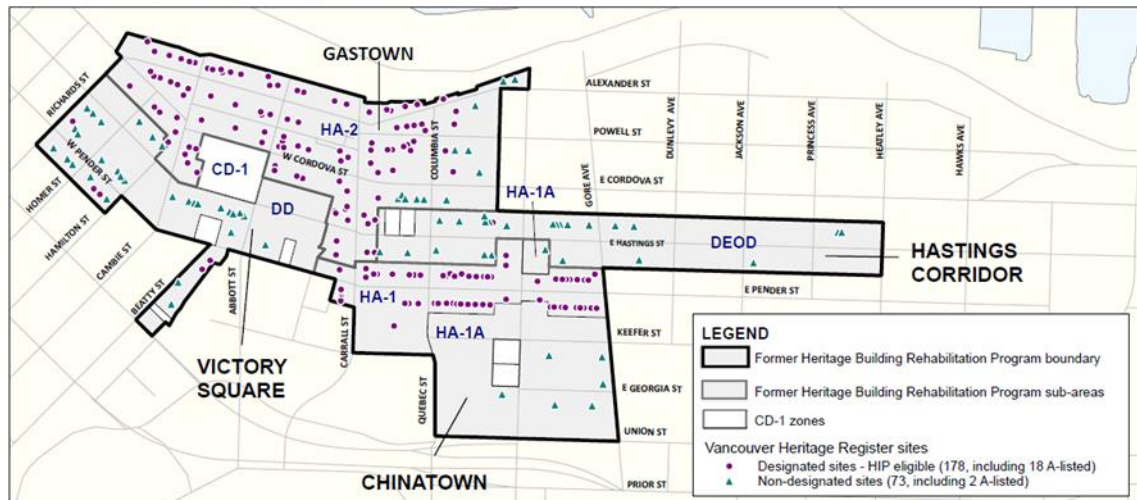 GASTOWN
ALEXANDER ST
RICHARDS ST
DUNLEVY AVE
JACKSON AVE
PRINCESS AVE
HEATLEY AVE
HAWKS AVE
POWELL ST
HA-2
COLUMBIA ST
W PENDER ST
W CORDOVA ST
CD-1
GORE AVE
E CORDOVA ST
HA-1A
HOMER ST
DD
HAMILTON ST
E HASTINGS ST
DEOD
HASTINGS
CORRIDOR
CAMBIE ST
BEATTY ST
ABBOTT ST
HA-1
E PENDER ST
HA-1A
KEEFER ST
CARRALL ST
VICTORY
SQUARE
QUEBEC ST
E GEORGIA ST
UNION ST
CHINATOWN
PRIOR ST
LEGEND
Former Heritage Building Rehabilitation Program boundary
Former Heritage Building Rehabilitation Program sub-areas
CD-1 zones
Vancouver Heritage Register sites
Designated sites - HIP eligible (178, including 18 A-listed)
Non-designated sites (73, including 2 A-listed)